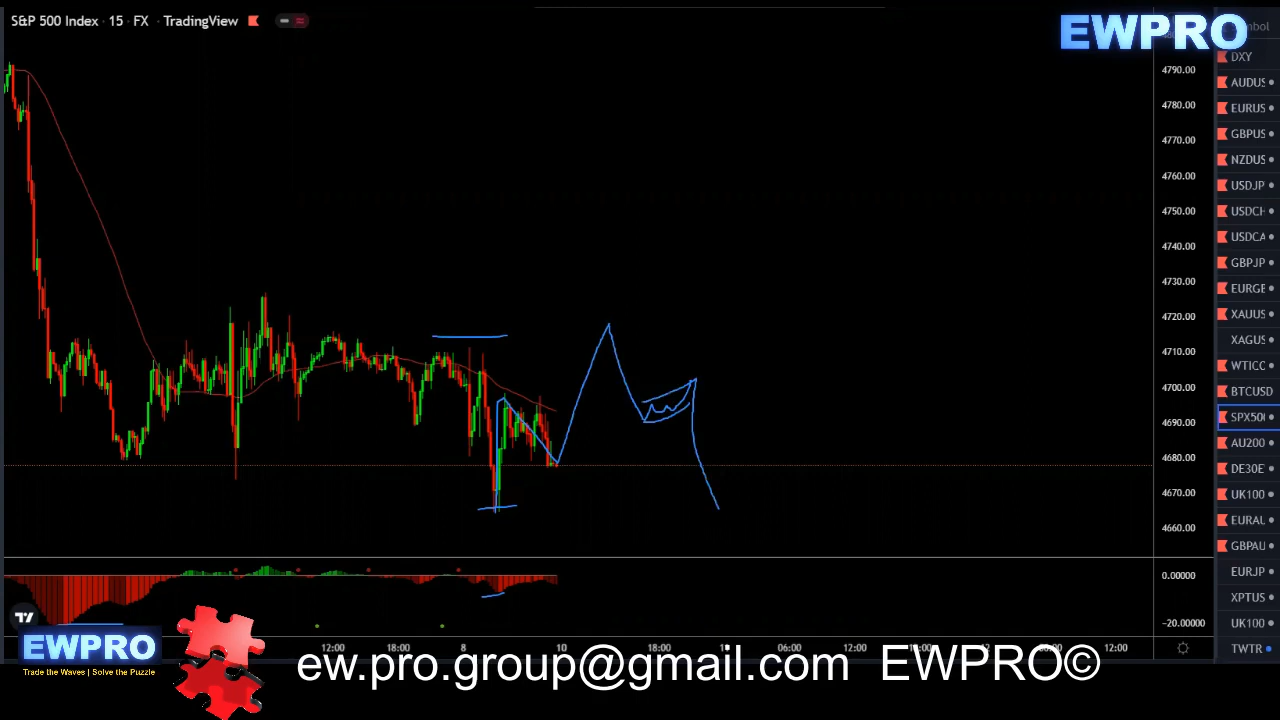 S&P 500 Index · 15 · FX · TradingView
EWPRO
4790.00
4780.00
4770.00
4760.00
4750.00
4740.00
4730.00
4720.00
4710.00
4700.00
4690.00
4680.00
4670.00
4660.00
0.00000
-20.00000
DXY
AUDUS
EURUS
GBPUS
NZDUS
USDJP
USDCH
USDCA
GBPJP
EURGE
XAUUS
XAGUS
WTICC
BTCUSD
SPX500
AU200
DE30E
UK100
EURAL
GBPAU
EURJP
XPTUS
UK100
TWTR
12:00 18:00 8 10 18:00 06:00 12:00 12:00
EWPRO
Trade the Waves | Solve the Puzzle
ew.pro.group@gmail.com EWPRO©